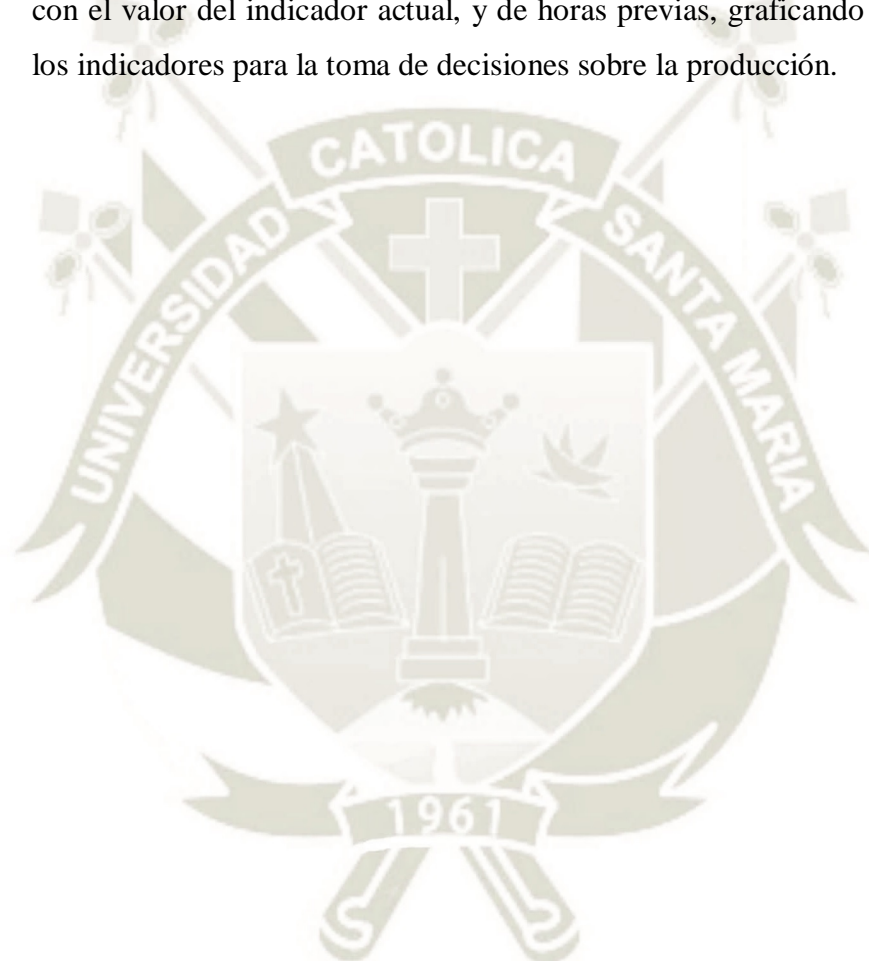 con el valor del indicador actual, y de horas previas, graficando
los indicadores para la toma de decisiones sobre la producción.
UNIVERSIDAD CATOLICA SANTA MARIA
1961